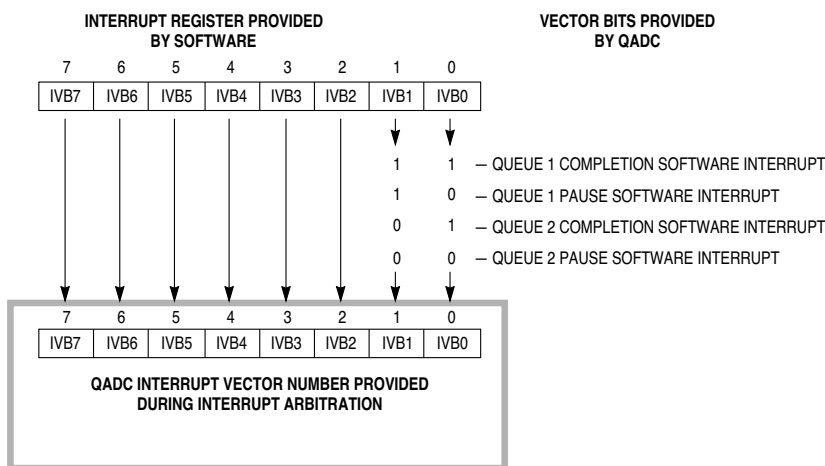 INTERRUPT REGISTER PROVIDED
BY SOFTWARE
VECTOR BITS PROVIDED
BY QADC
7 6 5 4 3 2 1 0
IVB7 IVB6 IVB5 IVB4 IVB3 IVB2 IVB1 IVB0
1 1 — QUEUE 1 COMPLETION SOFTWARE INTERRUPT
1 0 — QUEUE 1 PAUSE SOFTWARE INTERRUPT
0 1 — QUEUE 2 COMPLETION SOFTWARE INTERRUPT
0 0 — QUEUE 2 PAUSE SOFTWARE INTERRUPT
7 6 5 4 3 2 1 0
IVB7 IVB6 IVB5 IVB4 IVB3 IVB2 IVB1 IVB0
QADC INTERRUPT VECTOR NUMBER PROVIDED
DURING INTERRUPT ARBITRATION